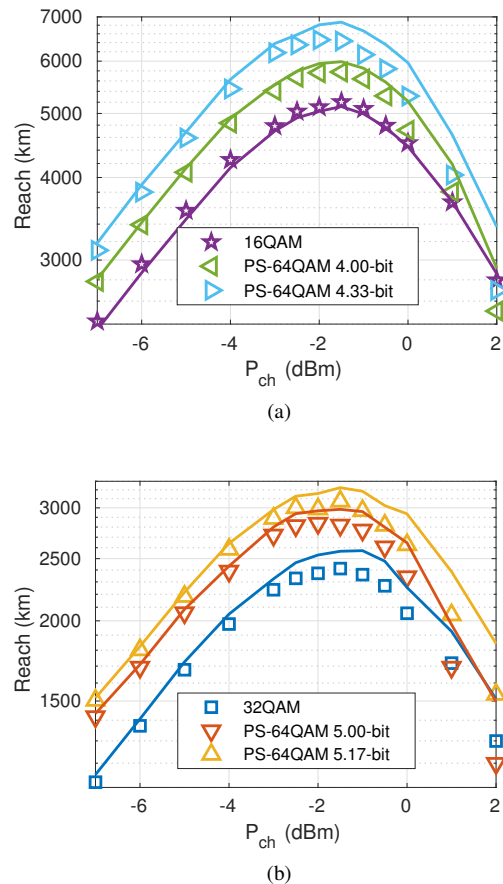 7000
6000
5000
4000
3000
Reach (km)
16QAM
PS-64QAM 4.00-bit
PS-64QAM 4.33-bit
-6 -4 -2 0 2
P_ch (dBm)
(a)
3000
2500
2000
1500
Reach (km)
32QAM
PS-64QAM 5.00-bit
PS-64QAM 5.17-bit
-6 -4 -2 0 2
P_ch (dBm)
(b)